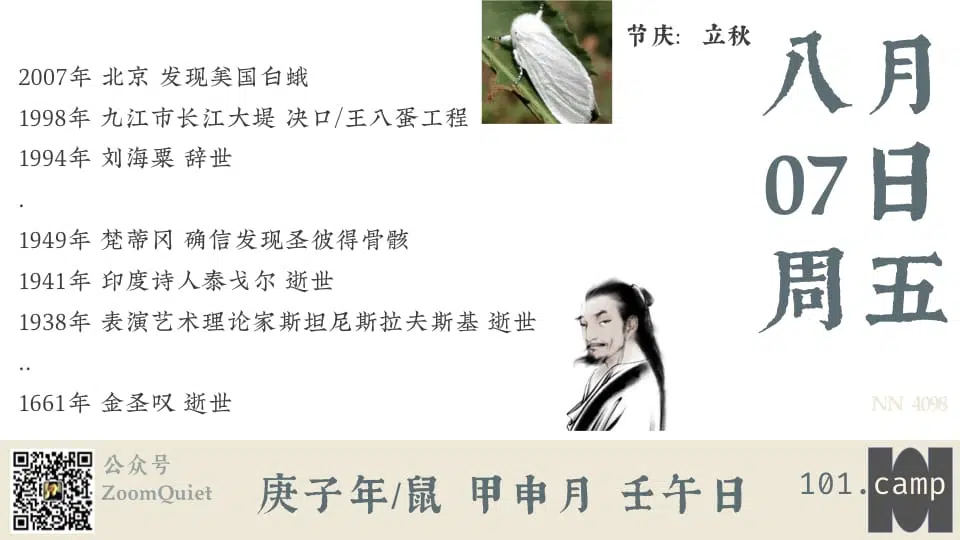 节庆: 立秋
八月
07日
周五
2007年 北京 发现美国白蛾
1998年 九江市长江大堤 决口/王八蛋工程
1994年 刘海粟 辞世
.
1949年 梵蒂冈 确信发现圣彼得骨骸
1941年 印度诗人泰戈尔 逝世
1938年 表演艺术理论家斯坦尼斯拉夫斯基 逝世
..
1661年 金圣叹 逝世
NN 4098
公众号
ZoomQuiet
庚子年/鼠 甲申月 壬午日
101.camp